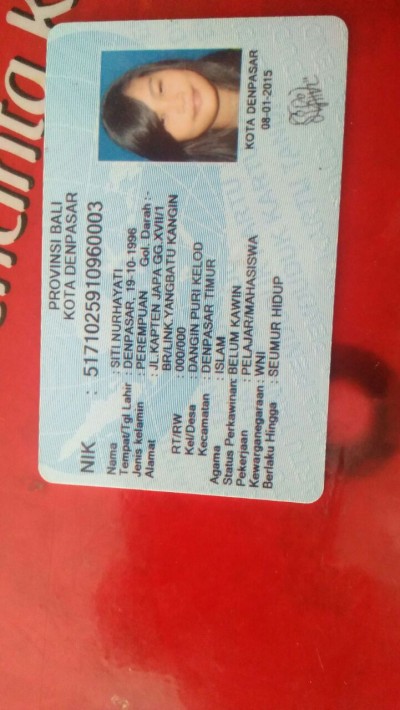 PROVINSI BALI
KOTA DENPASAR
NIK : 5171025910960003
Nama : SITI NURHAYATI
Tempat/Tgl Lahir : DENPASAR, 19-10-1996
Jenis kelamin : PEREMPUAN Gol. Darah :-
Alamat : JL.KAPTEN JAPA GG.XVII/1
BR/LINK.YANGBATU KANGIN
RT/RW : 000/000
Kel/Desa : DANGIN PURI KELOD
Kecamatan : DENPASAR TIMUR
Agama : ISLAM
Status Perkawinan: BELUM KAWIN
Pekerjaan : PELAJAR/MAHASISWA
Kewarganegaraan : WNI
Berlaku Hingga : SEUMUR HIDUP
KOTA DENPASAR
08-01-2015